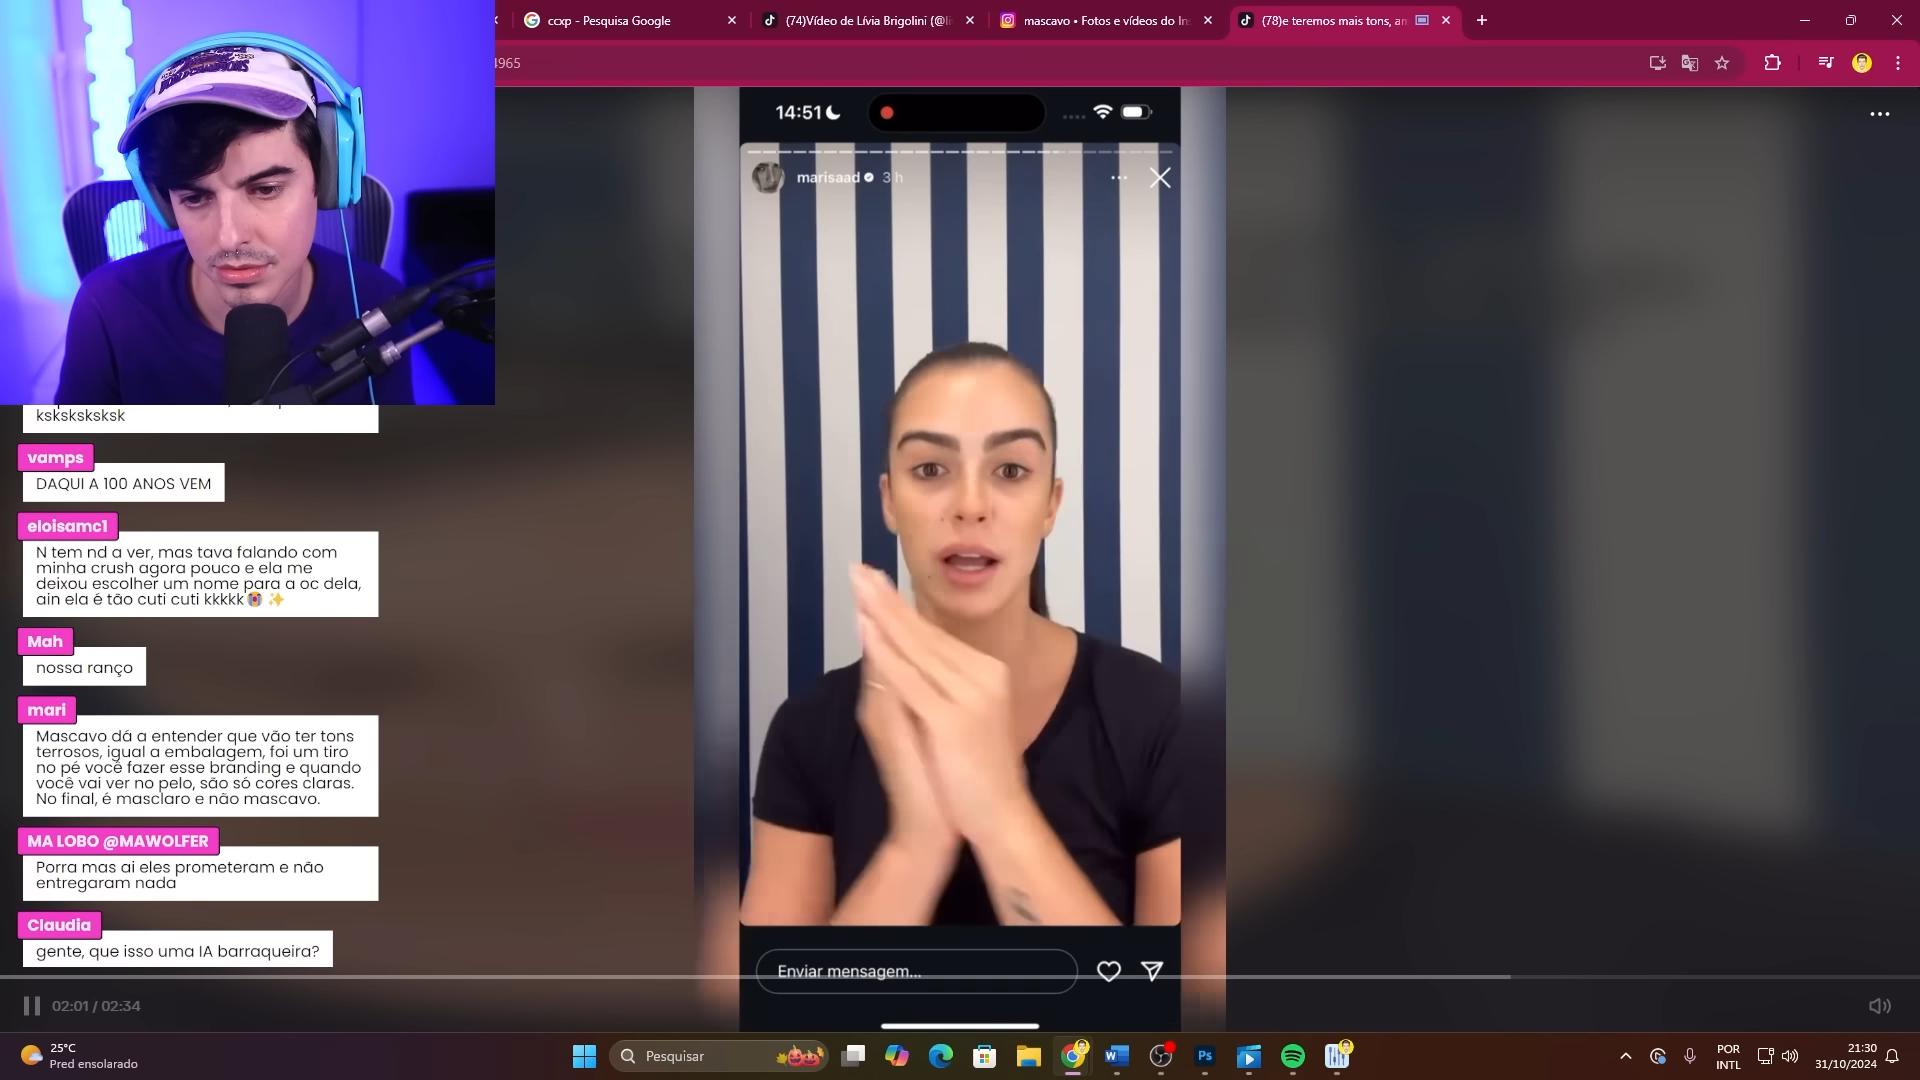 ccxp - Pesquisa Google
(74)Vídeo de Lívia Brigolini (@li
mascavo • Fotos e vídeos do In
(78)e teremos mais tons, am
4965
14:51
marisaad 3 h
ksksksksksk
vamps
DAQUI A 100 ANOS VEM
eloisamc1
N tem nd a ver, mas tava falando com
minha crush agora pouco e ela me
deixou escolher um nome para a oc dela,
ain ela é tão cuti cuti kkkkk😭 ✨
Mah
nossa ranço
mari
Mascavo dá a entender que vão ter tons
terrosos, igual a embalagem, foi um tiro
no pé você fazer esse branding e quando
você vai ver no pelo, são só cores claras.
No final, é masclaro e não mascavo.
MA LOBO @MAWOLFER
Porra mas ai eles prometeram e não
entregaram nada
Claudia
gente, que isso uma IA barraqueira?
Enviar mensagem...
02:01 / 02:34
25°C
Pred ensolarado
Pesquisar
W
Ps
POR
INTL
21:30
31/10/2024